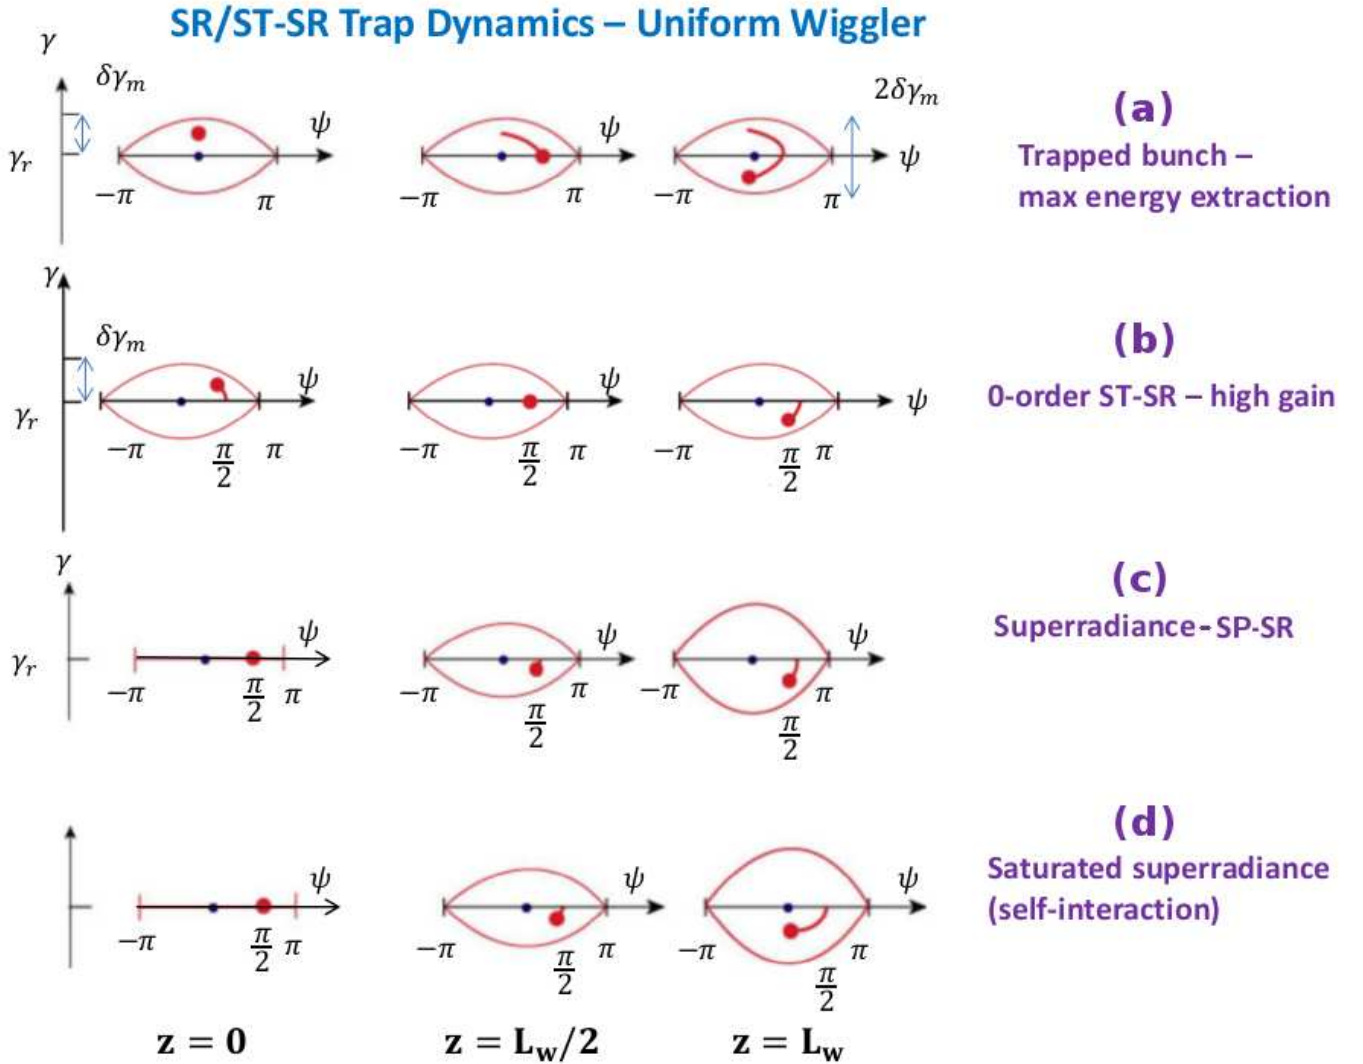 SR/ST-SR Trap Dynamics – Uniform Wiggler
γ
δγₘ
2δγₘ
ψ ψ ψ
γᵣ
−π π −π π −π π
(a)
Trapped bunch –
max energy extraction
γ
δγₘ
ψ ψ ψ
γᵣ
−π π/2 π −π π/2 π −π π/2 π
(b)
0-order ST-SR – high gain
γ
ψ ψ ψ
γᵣ
−π π/2 π −π π/2 π −π π/2 π
(c)
Superradiance-SP-SR
ψ ψ ψ
−π π/2 π −π π/2 π −π π/2 π
(d)
Saturated superradiance
(self-interaction)
z = 0 z = L_w/2 z = L_w